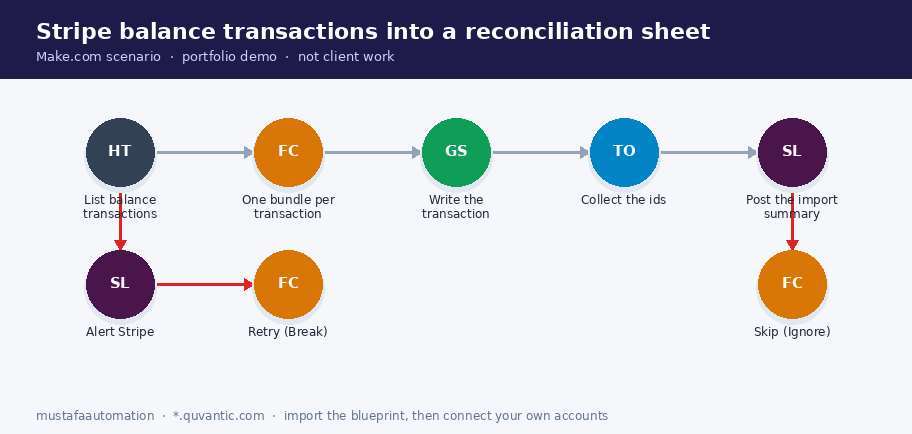 Stripe balance transactions into a reconciliation sheet
Make.com scenario · portfolio demo · not client work
HT
FC
GS
TO
SL
List balance
transactions
One bundle per
transaction
Write the
transaction
Collect the ids
Post the import
summary
SL
FC
FC
Alert Stripe
Retry (Break)
Skip (Ignore)
mustafaautomation · *.quvantic.com · import the blueprint, then connect your own accounts